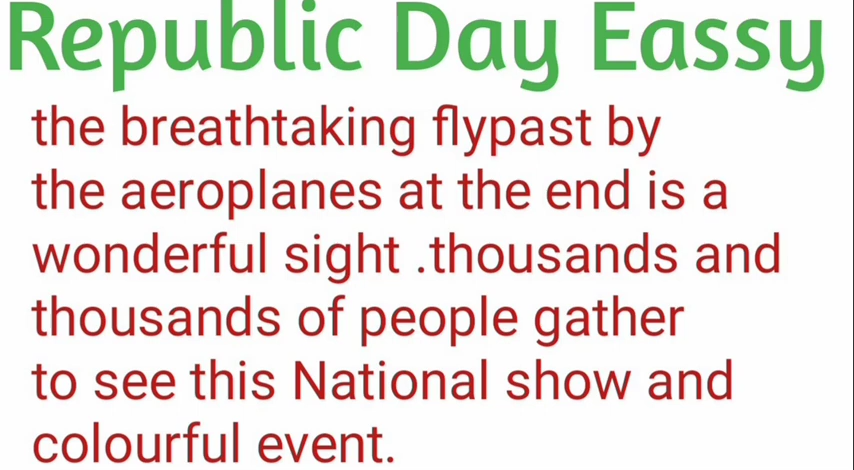 Republic Day Eassy
the breathtaking flypast by
the aeroplanes at the end is a
wonderful sight .thousands and
thousands of people gather
to see this National show and
colourful event.